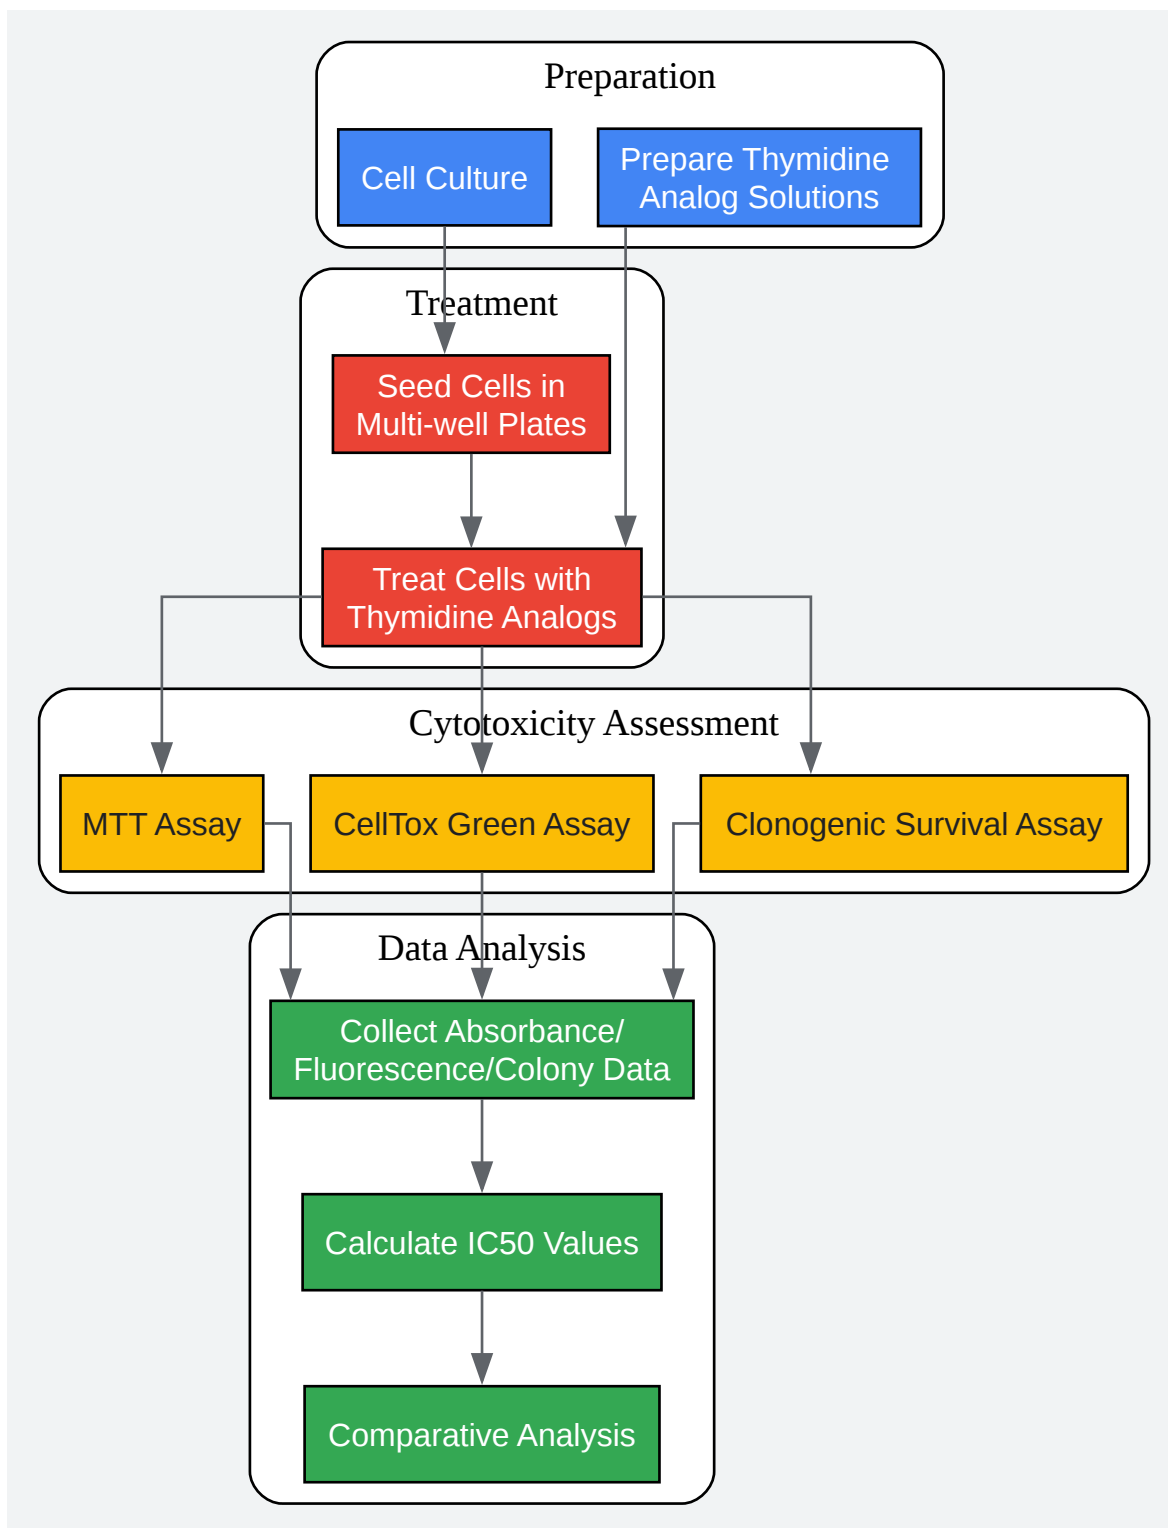 Preparation
Cell Culture
Prepare Thymidine
Analog Solutions
Treatment
Seed Cells in
Multi-well Plates
Treat Cells with
Thymidine Analogs
Cytotoxicity Assessment
MTT Assay
CellTox Green Assay
Clonogenic Survival Assay
Data Analysis
Collect Absorbance/
Fluorescence/Colony Data
Calculate IC50 Values
Comparative Analysis